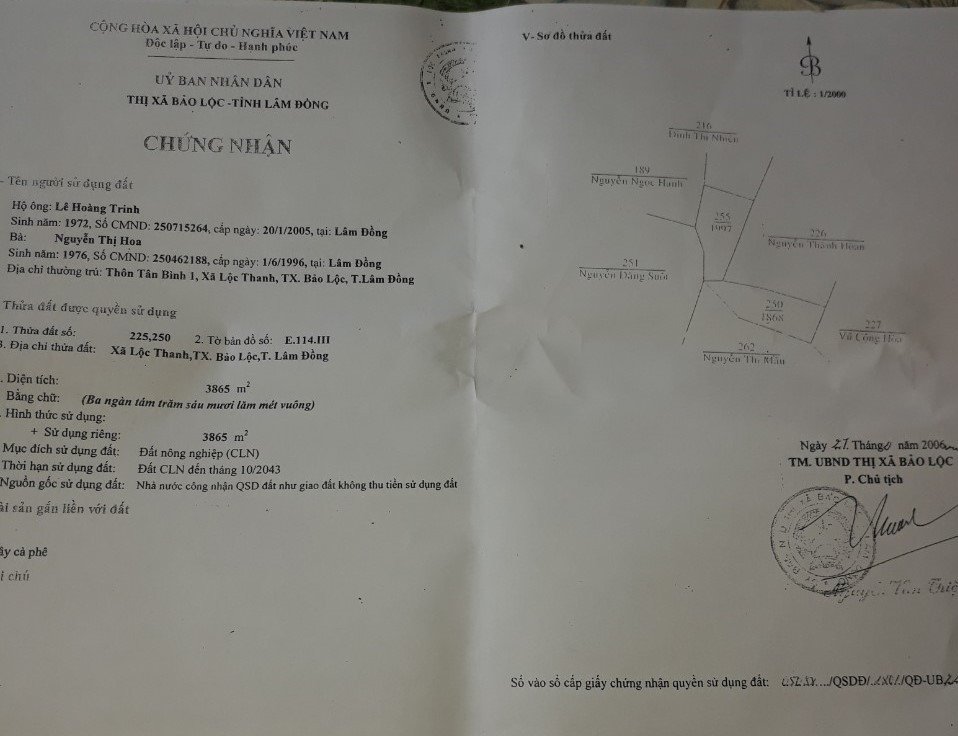 CỘNG HÒA XÃ HỘI CHỦ NGHĨA VIỆT NAM
Độc lập - Tự do - Hạnh phúc
UỶ BAN NHÂN DÂN
THỊ XÃ BẢO LỘC -TỈNH LÂM ĐỒNG
CHỨNG NHẬN
- Tên người sử dụng đất
Hộ ông: Lê Hoàng Trinh
Sinh năm: 1972, Số CMND: 250715264, cấp ngày: 20/1/2005, tại: Lâm Đồng
Bà: Nguyễn Thị Hoa
Sinh năm: 1976, Số CMND: 250462188, cấp ngày: 1/6/1996, tại: Lâm Đồng
Địa chỉ thường trú: Thôn Tân Bình 1, Xã Lộc Thanh, TX. Bảo Lộc, T.Lâm Đồng
Thửa đất được quyền sử dụng
1. Thửa đất số: 225,250 2. Tờ bản đồ số: E.114.III
3. Địa chỉ thửa đất: Xã Lộc Thanh,TX. Bảo Lộc,T. Lâm Đồng
. Diện tích: 3865 m²
Bằng chữ: (Ba ngàn tám trăm sáu mươi lăm mét vuông)
. Hình thức sử dụng:
+ Sử dụng riêng: 3865 m²
Mục đích sử dụng đất: Đất nông nghiệp (CLN)
Thời hạn sử dụng đất: Đất CLN đến tháng 10/2043
Nguồn gốc sử dụng đất: Nhà nước công nhận QSD đất như giao đất không thu tiền sử dụng đất
ài sản gắn liền với đất
ây cà phê
i chú
V- Sơ đồ thửa đất
B
TỈ LỆ : 1/2000
216
Đinh Thị Nhiên
189
Nguyễn Ngọc Hạnh
255
1997
226
Nguyễn Thanh Hoan
251
Nguyễn Đăng Suối
250
1868
227
Vũ Công Hòa
262
Nguyễn Thị Mẫu
Ngày 27 Tháng năm 2006
TM. UBND THỊ XÃ BẢO LỘC
P. Chủ tịch
Nguyễn Văn
Số vào sổ cấp giấy chứng nhận quyền sử dụng đất: /QSDĐ/ /QĐ-UB